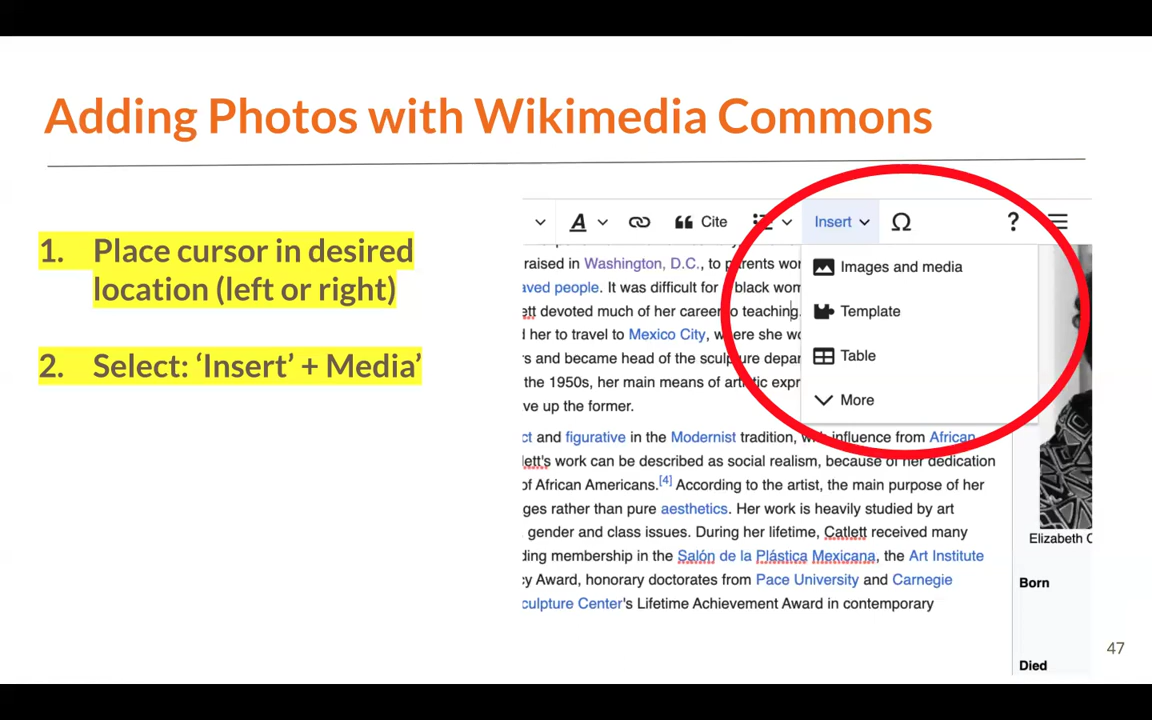 Adding Photos with Wikimedia Commons
1. Place cursor in desired
location (left or right)
2. Select: ‘Insert’ + Media’
A Cite Insert Ω ?
raised in Washington, D.C., to parents
aved people. It was difficult for black
ett devoted much of her career to teaching.
d her to travel to Mexico City, where she
rs and became head of the sculpture
the 1950s, her main means of artistic
ve up the former.
Images and media
Template
Table
More
ct and figurative in the Modernist tradition, with influence from African
lett's work can be described as social realism, because of her dedication
of African Americans.[4] According to the artist, the main purpose of her
ges rather than pure aesthetics. Her work is heavily studied by art
gender and class issues. During her lifetime, Catlett received many
ding membership in the Salón de la Plástica Mexicana, the Art Institute
cy Award, honorary doctorates from Pace University and Carnegie
culpture Center's Lifetime Achievement Award in contemporary
Elizabeth C
Born
Died
47